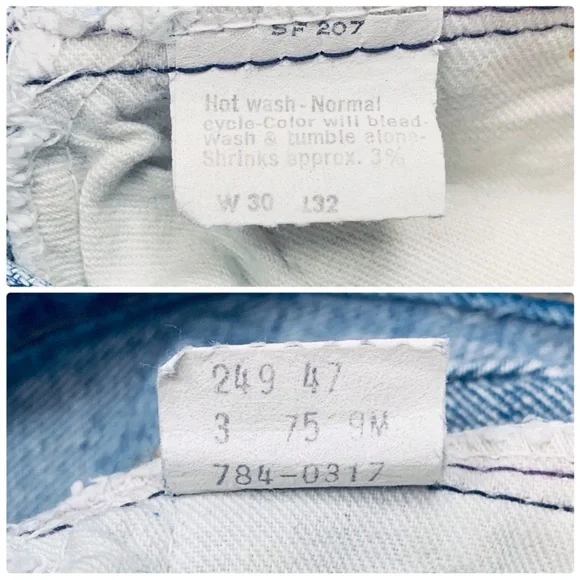 SF 207
Hot wash-Normal
cycle-Color will bleed-
Wash & tumble alone-
Shrinks approx. 3%
W 30 L32
249 47
3 75 9M
784-0317